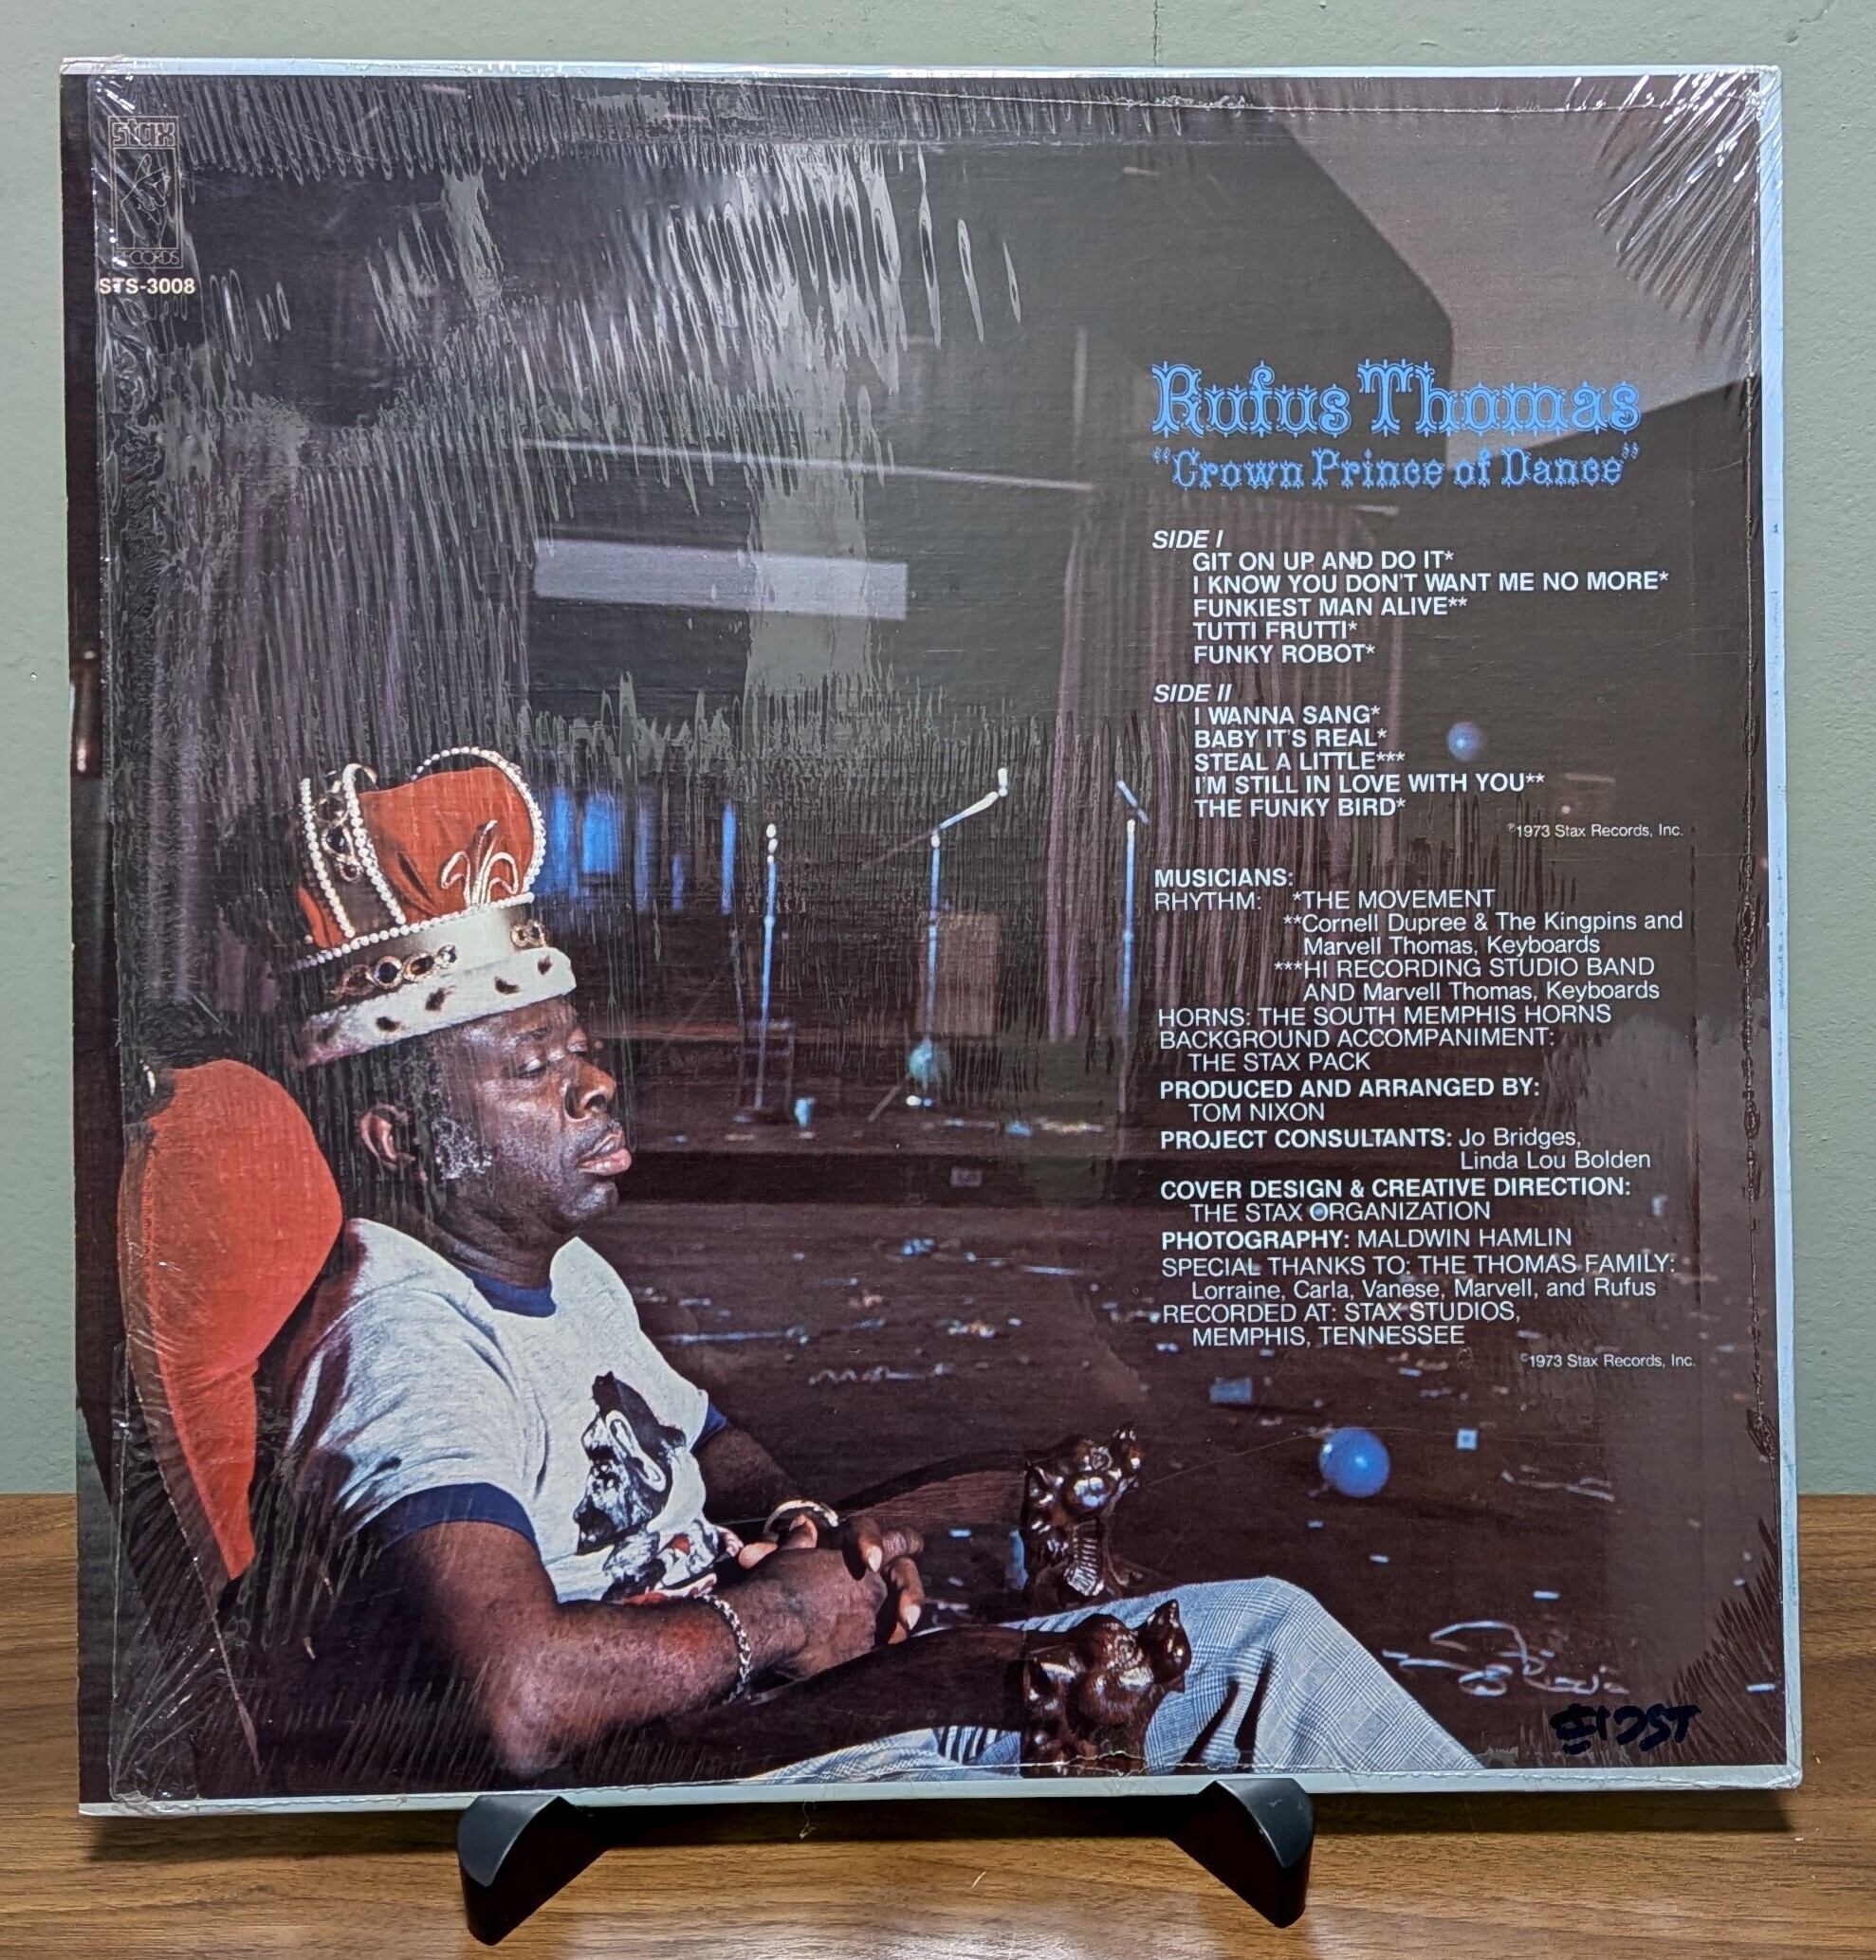 stax
RECORDS
STS-3008
Rufus Thomas
"Crown Prince of Dance"
SIDE I
GIT ON UP AND DO IT*
I KNOW YOU DON'T WANT ME NO MORE*
FUNKIEST MAN ALIVE**
TUTTI FRUTTI*
FUNKY ROBOT*
SIDE II
I WANNA SANG*
BABY IT'S REAL*
STEAL A LITTLE***
I'M STILL IN LOVE WITH YOU**
THE FUNKY BIRD*
℗1973 Stax Records, Inc.
MUSICIANS:
RHYTHM: *THE MOVEMENT
**Cornell Dupree & The Kingpins and
Marvell Thomas, Keyboards
***HI RECORDING STUDIO BAND
AND Marvell Thomas, Keyboards
HORNS: THE SOUTH MEMPHIS HORNS
BACKGROUND ACCOMPANIMENT:
THE STAX PACK
PRODUCED AND ARRANGED BY:
TOM NIXON
PROJECT CONSULTANTS: Jo Bridges,
Linda Lou Bolden
COVER DESIGN & CREATIVE DIRECTION:
THE STAX ORGANIZATION
PHOTOGRAPHY: MALDWIN HAMLIN
SPECIAL THANKS TO: THE THOMAS FAMILY:
Lorraine, Carla, Vanese, Marvell, and Rufus
RECORDED AT: STAX STUDIOS,
MEMPHIS, TENNESSEE
©1973 Stax Records, Inc.